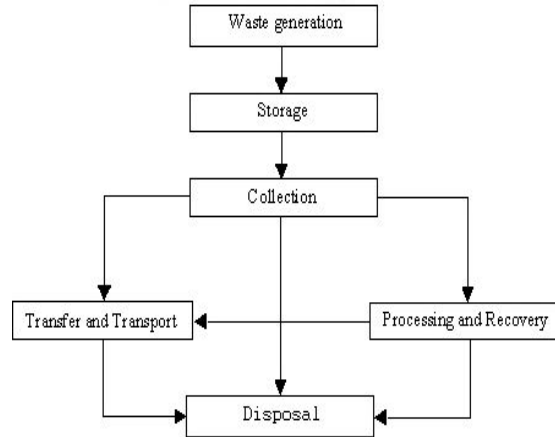 Waste generation
Storage
Collection
Transfer and Transport
Processing and Recovery
Disposal